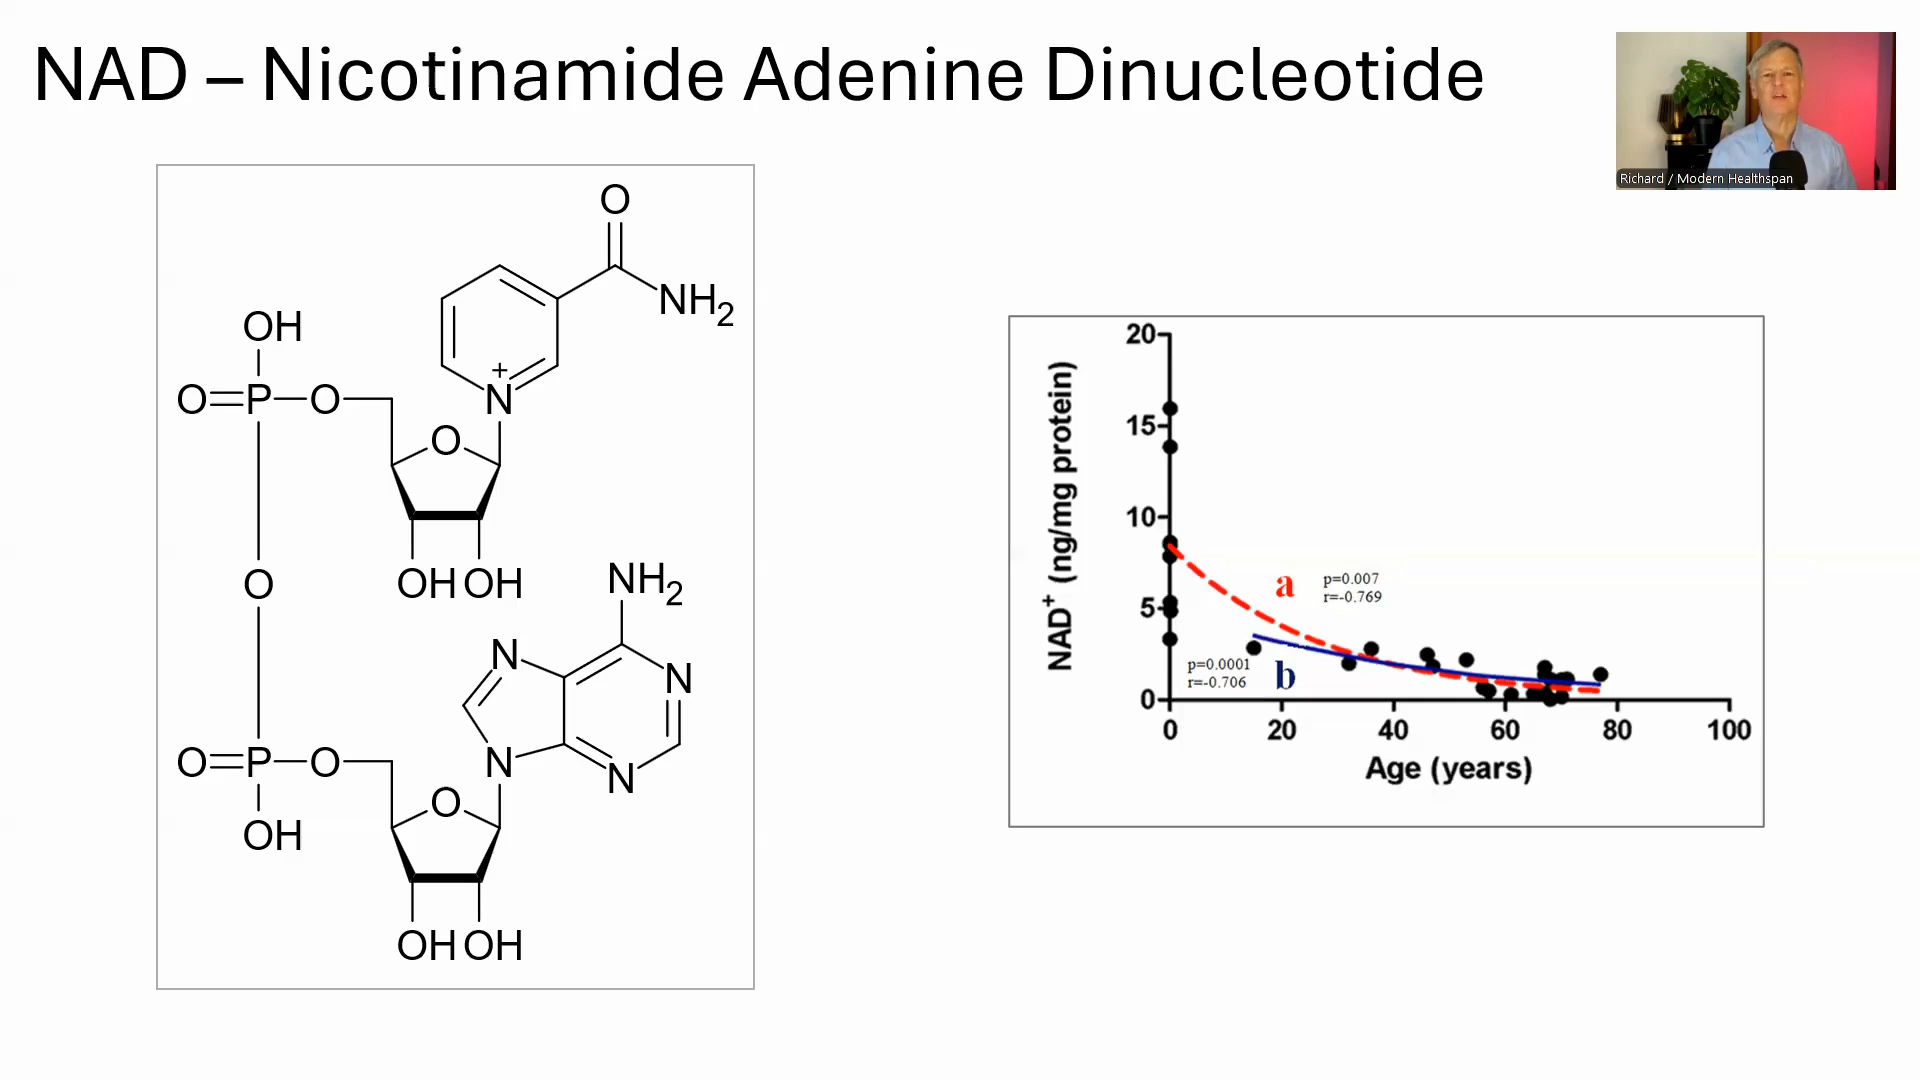 NAD – Nicotinamide Adenine Dinucleotide
Richard / Modern Healthspan
O
NH2
OH
O
P
O
N
+
O
OH
OH
O
NH2
N
N
N
N
O
P
O
O
OH
OH
OH
NAD+ (ng/mg protein)
20
15
10
5
0
a
p=0.007
r=-0.769
p=0.0001
r=-0.706
b
0
20
40
60
80
100
Age (years)